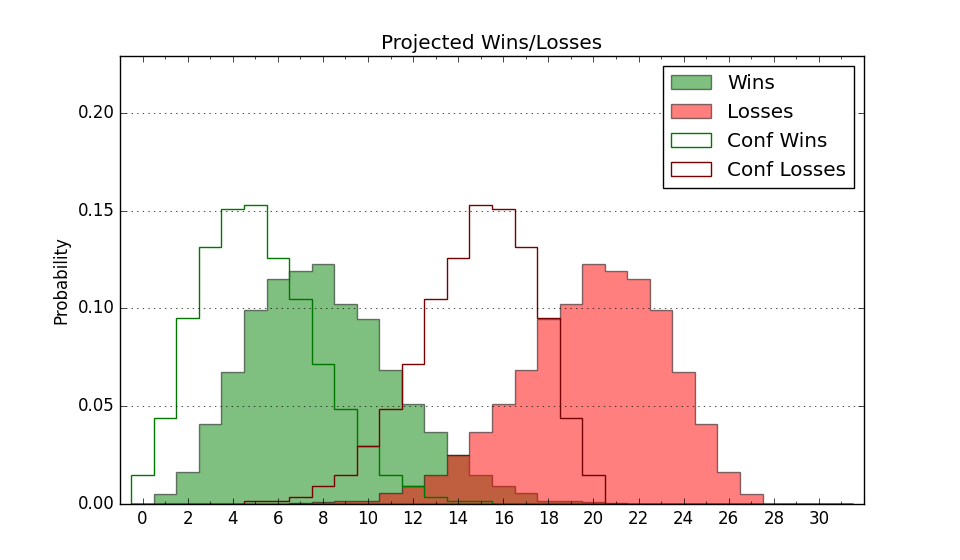 Projected Wins/Losses
Wins
Losses
Conf Wins
Conf Losses
Probability
0.20
0.15
0.10
0.05
0.00
0 2 4 6 8 10 12 14 16 18 20 22 24 26 28 30